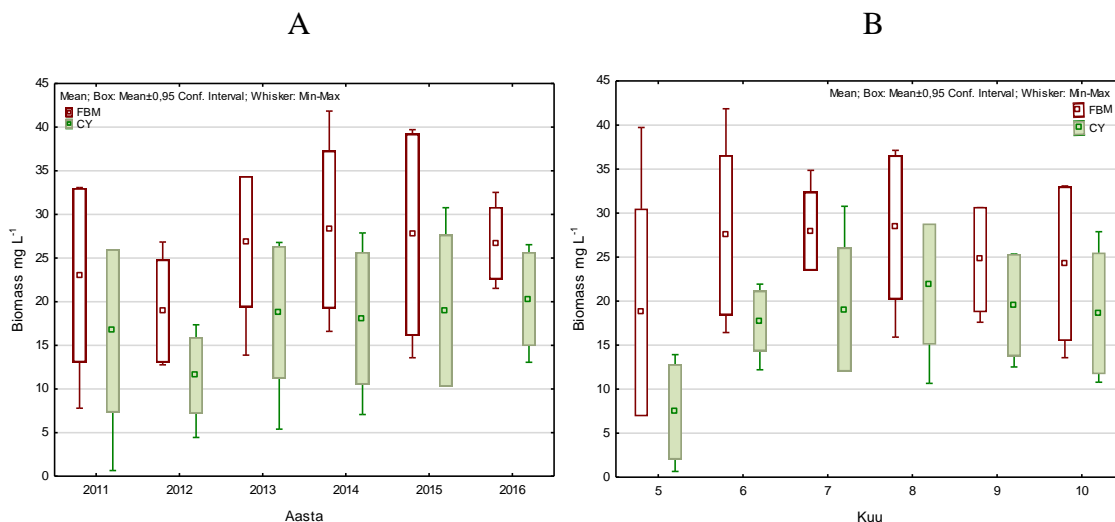 A
45
40
35
30
25
20
15
10
5
0
Biomass mg L-1
Mean; Box: Mean±0,95 Conf. Interval; Whisker: Min-Max
FBM
CY
2011 2012 2013 2014 2015 2016
Aasta
B
45
40
35
30
25
20
15
10
5
0
Biomass mg L-1
Mean; Box: Mean±0,95 Conf. Interval; Whisker: Min-Max
FBM
CY
5 6 7 8 9 10
Kuu